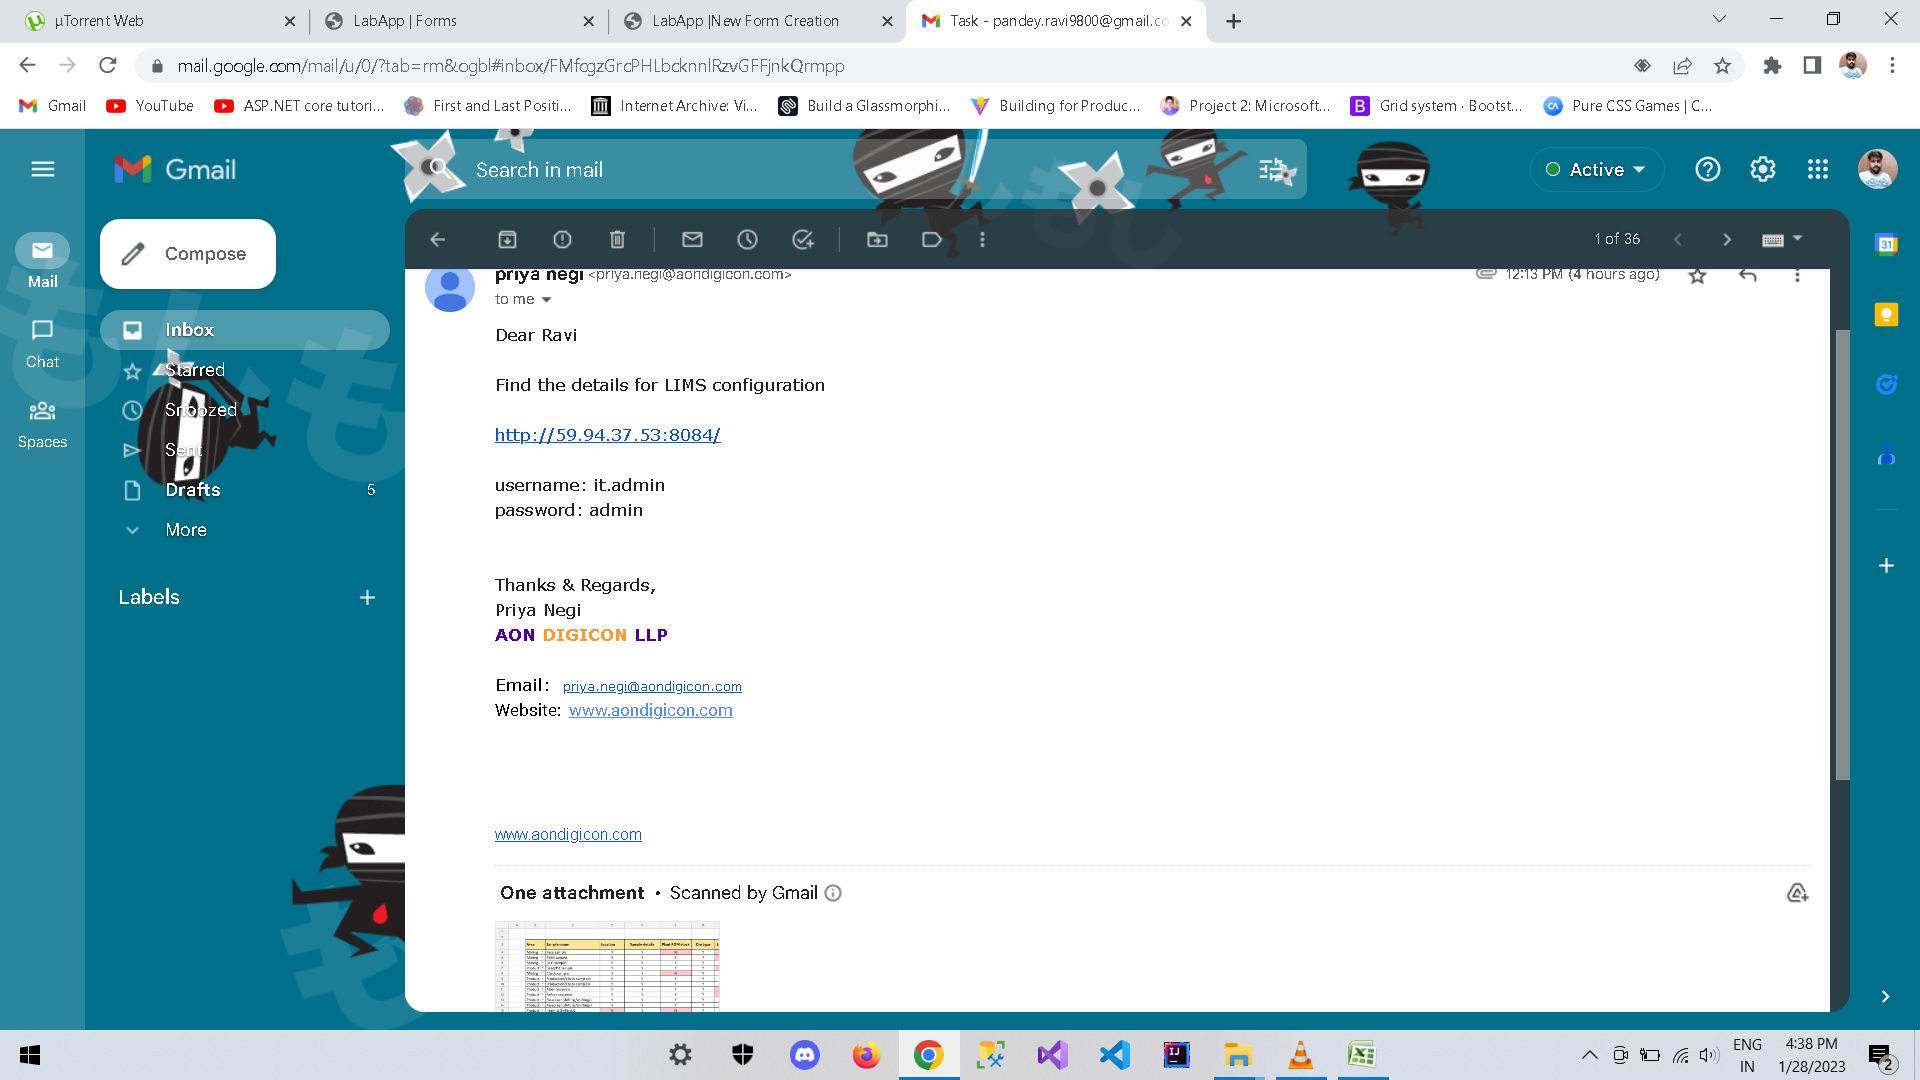 µTorrent Web
LabApp | Forms
LabApp |New Form Creation
Task - pandey.ravi9800@gmail.co
mail.google.com/mail/u/0/?tab=rm&ogbl#inbox/FMfcgzGrcPHLbcknnlRzvGFFjnkQrmpp
Gmail
YouTube
ASP.NET core tutori...
First and Last Positi...
Internet Archive: Vi...
Build a Glassmorphi...
Building for Produc...
Project 2: Microsoft...
Grid system · Bootst...
Pure CSS Games | C...
Gmail
Search in mail
Active
Compose
Mail
Chat
Spaces
Inbox
Starred
Snoozed
Sent
Drafts 5
More
Labels
1 of 36
priya negi <priya.negi@aondigicon.com>
12:13 PM (4 hours ago)
to me
Dear Ravi
Find the details for LIMS configuration
http://59.94.37.53:8084/
username: it.admin
password: admin
Thanks & Regards,
Priya Negi
AON DIGICON LLP
Email: priya.negi@aondigicon.com
Website: www.aondigicon.com
www.aondigicon.com
One attachment • Scanned by Gmail
31
ENG
IN
4:38 PM
1/28/2023
2